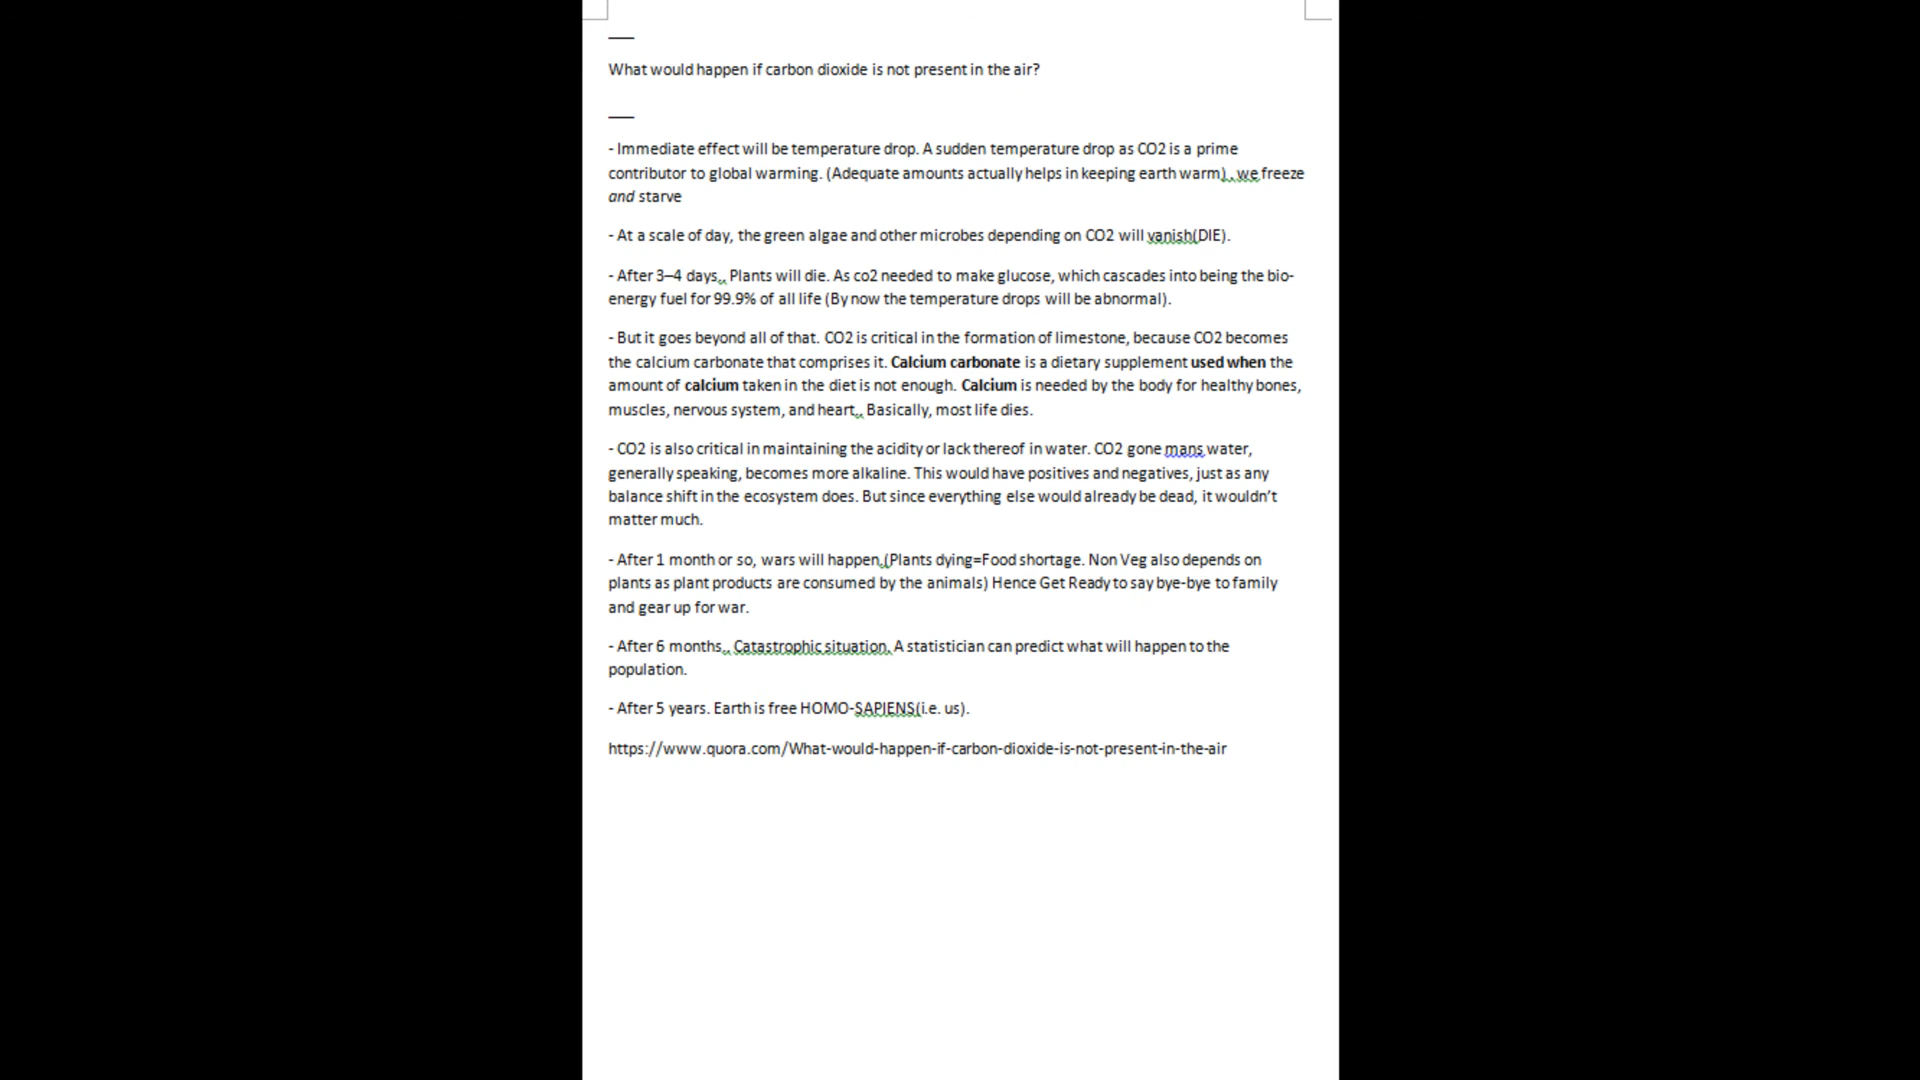 What would happen if carbon dioxide is not present in the air?
- Immediate effect will be temperature drop. A sudden temperature drop as CO2 is a prime
contributor to global warming. (Adequate amounts actually helps in keeping earth warm),, we freeze
and starve
- At a scale of day, the green algae and other microbes depending on CO2 will vanish(DIE).
- After 3–4 days,, Plants will die. As co2 needed to make glucose, which cascades into being the bio-
energy fuel for 99.9% of all life (By now the temperature drops will be abnormal).
- But it goes beyond all of that. CO2 is critical in the formation of limestone, because CO2 becomes
the calcium carbonate that comprises it. Calcium carbonate is a dietary supplement used when the
amount of calcium taken in the diet is not enough. Calcium is needed by the body for healthy bones,
muscles, nervous system, and heart,, Basically, most life dies.
- CO2 is also critical in maintaining the acidity or lack thereof in water. CO2 gone mans water,
generally speaking, becomes more alkaline. This would have positives and negatives, just as any
balance shift in the ecosystem does. But since everything else would already be dead, it wouldn't
matter much.
- After 1 month or so, wars will happen,(Plants dying=Food shortage. Non Veg also depends on
plants as plant products are consumed by the animals) Hence Get Ready to say bye-bye to family
and gear up for war.
- After 6 months,, Catastrophic situation, A statistician can predict what will happen to the
population.
- After 5 years. Earth is free HOMO-SAPIENS(i.e. us).
https://www.quora.com/What-would-happen-if-carbon-dioxide-is-not-present-in-the-air